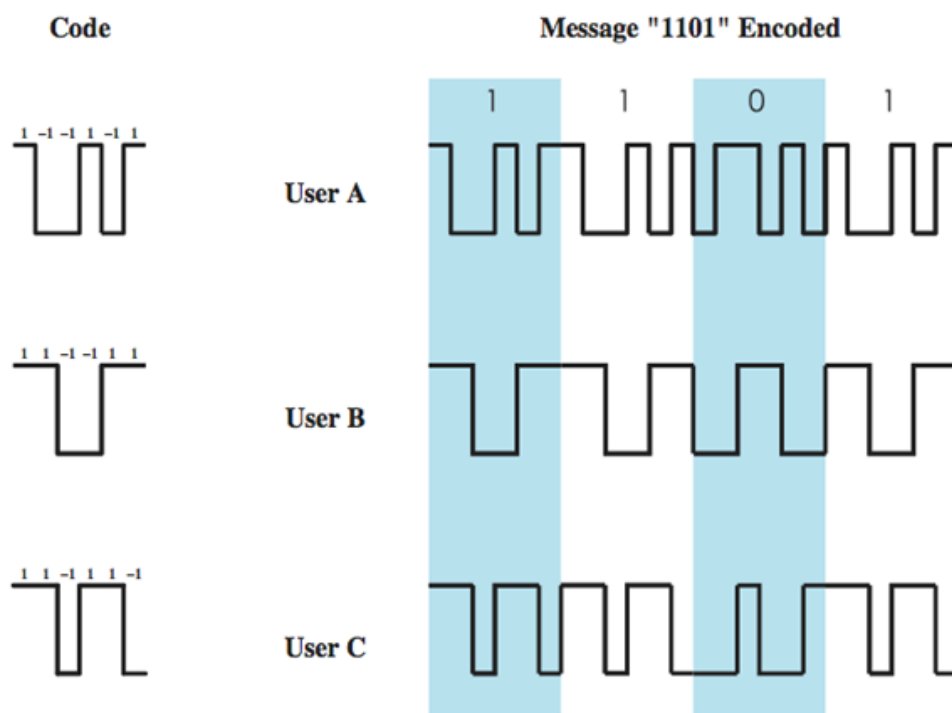 Code Message "1101" Encoded
1 1 0 1
1 -1 -1 1 -1 1
User A
1 1 -1 -1 1 1
User B
1 1 -1 1 1 -1
User C